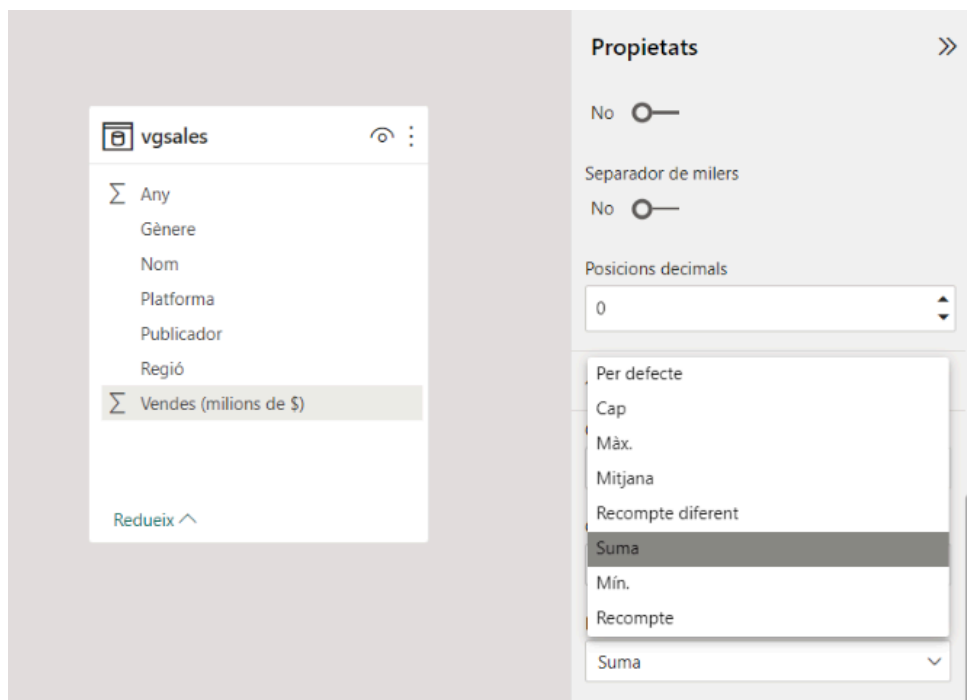 Propietats
No
Separador de milers
No
Posicions decimals
0
vgsales
Any
Gènere
Nom
Platforma
Publicador
Regió
Vendes (milions de $)
Redueix
Per defecte
Cap
Màx.
Mitjana
Recompte diferent
Suma
Mín.
Recompte
Suma